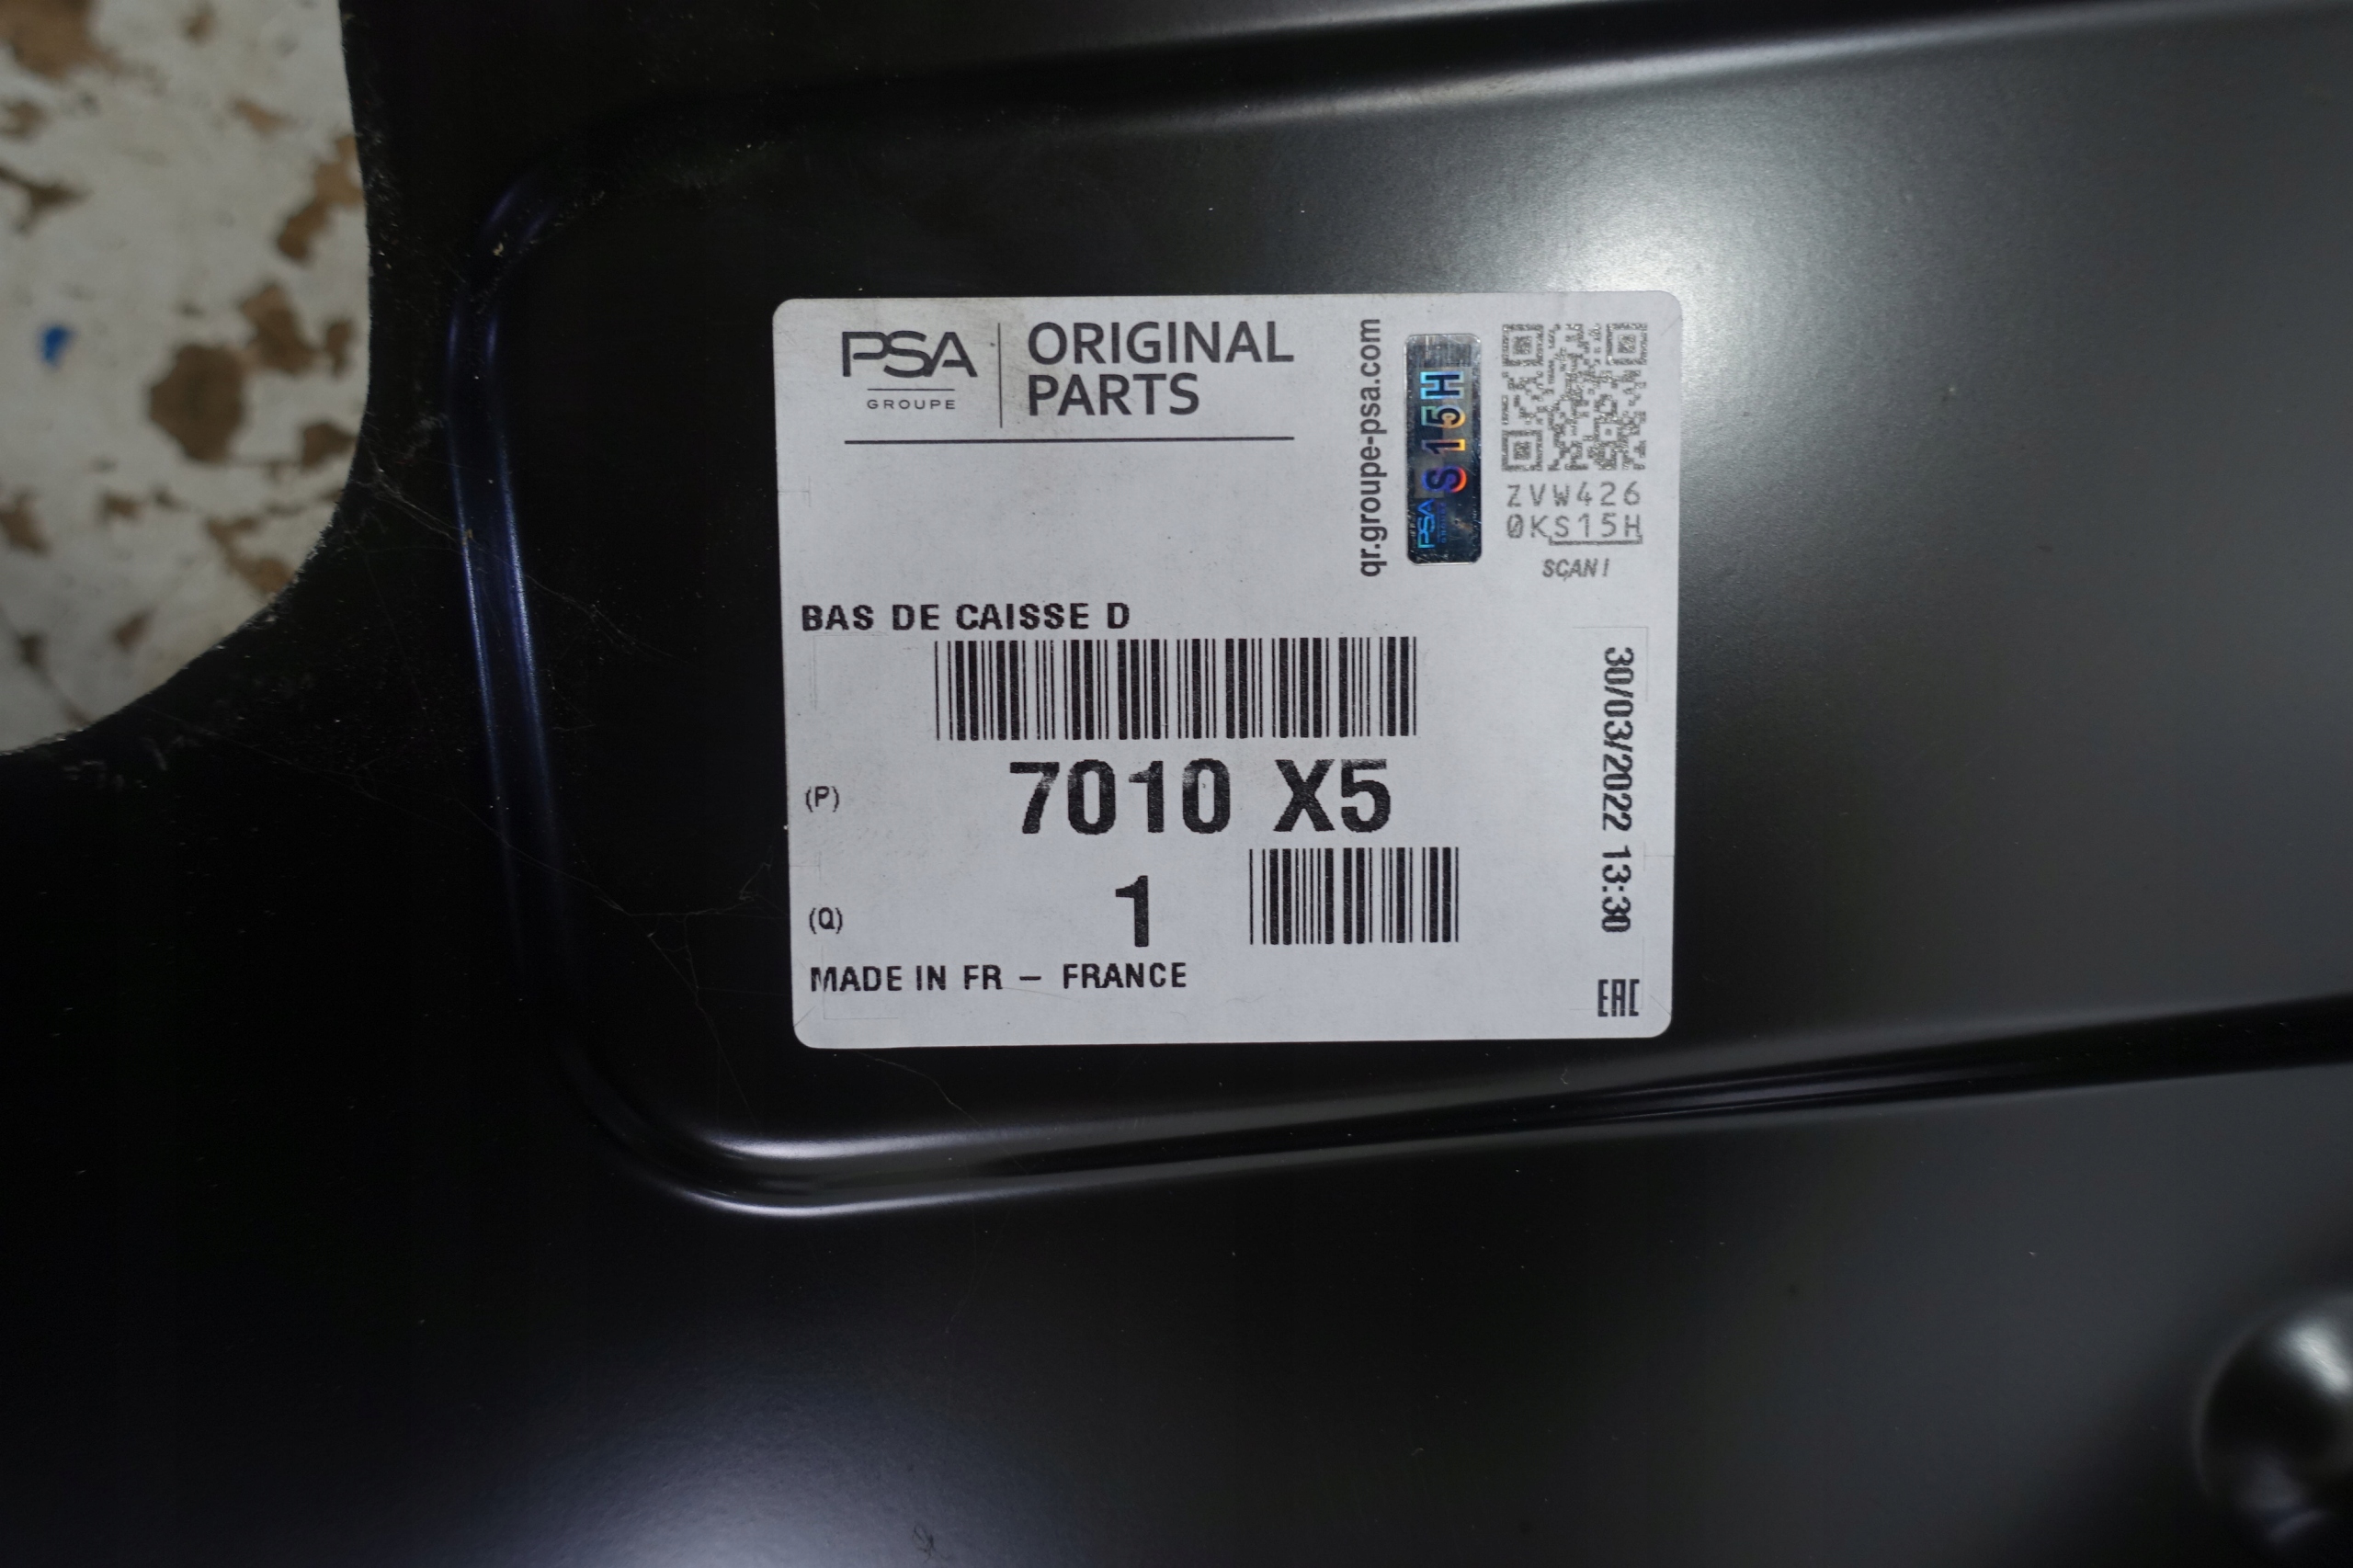 PSA
GROUPE
ORIGINAL
PARTS
qr.groupe-psa.com
PSA
S15H
ZVW426
0KS15H
SCAN!
BAS DE CAISSE D
(P)
7010 X5
(Q)
1
MADE IN FR – FRANCE
30/03/2022 13:30
EAC